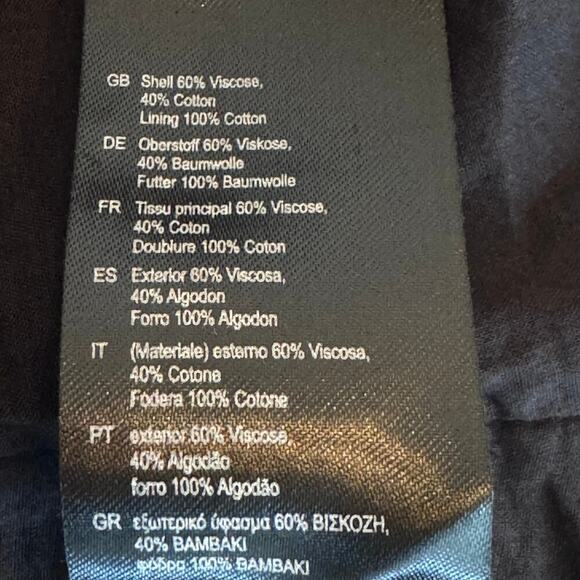 GB Shell 60% Viscose,
40% Cotton
Lining 100% Cotton
DE Oberstoff 60% Viskose,
40% Baumwolle
Futter 100% Baumwolle
FR Tissu principal 60% Viscose,
40% Coton
Doublure 100% Coton
ES Exterior 60% Viscosa,
40% Algodon
Forro 100% Algodon
IT (Materiale) esterno 60% Viscosa,
40% Cotone
Fodera 100% Cotone
PT exterior 60% Viscose,
40% Algodão
forro 100% Algodão
GR εξωτερικό ύφασμα 60% ΒΙΣΚΟΖΗ,
40% ΒΑΜΒΑΚΙ
φόδρα 100% ΒΑΜΒΑΚΙ